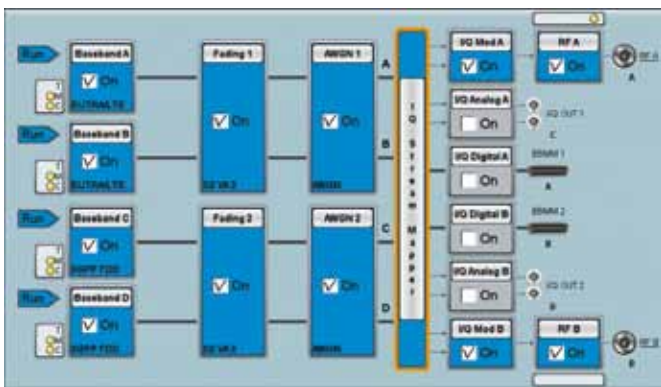 Run
Baseband A
On
EUTRA/LTE
T
M
C
Run
Baseband B
On
EUTRA/LTE
T
M
C
Run
Baseband C
On
3GPP FDD
T
M
C
Run
Baseband D
On
3GPP FDD
T
M
C
Fading 1
On
Fading 2
On
AWGN 1
On
AWGN
AWGN 2
On
AWGN
A
B
C
D
IQ Stream Mapper
I/Q Mod A
On
RF A
On
RF A
A
I/Q Analog A
On
I/Q OUT 1
C
I/Q Digital A
On
BBMM 1
A
I/Q Digital B
On
BBMM 2
B
I/Q Analog B
On
I/Q OUT 2
I/Q Mod B
On
RF B
On
RF B
B